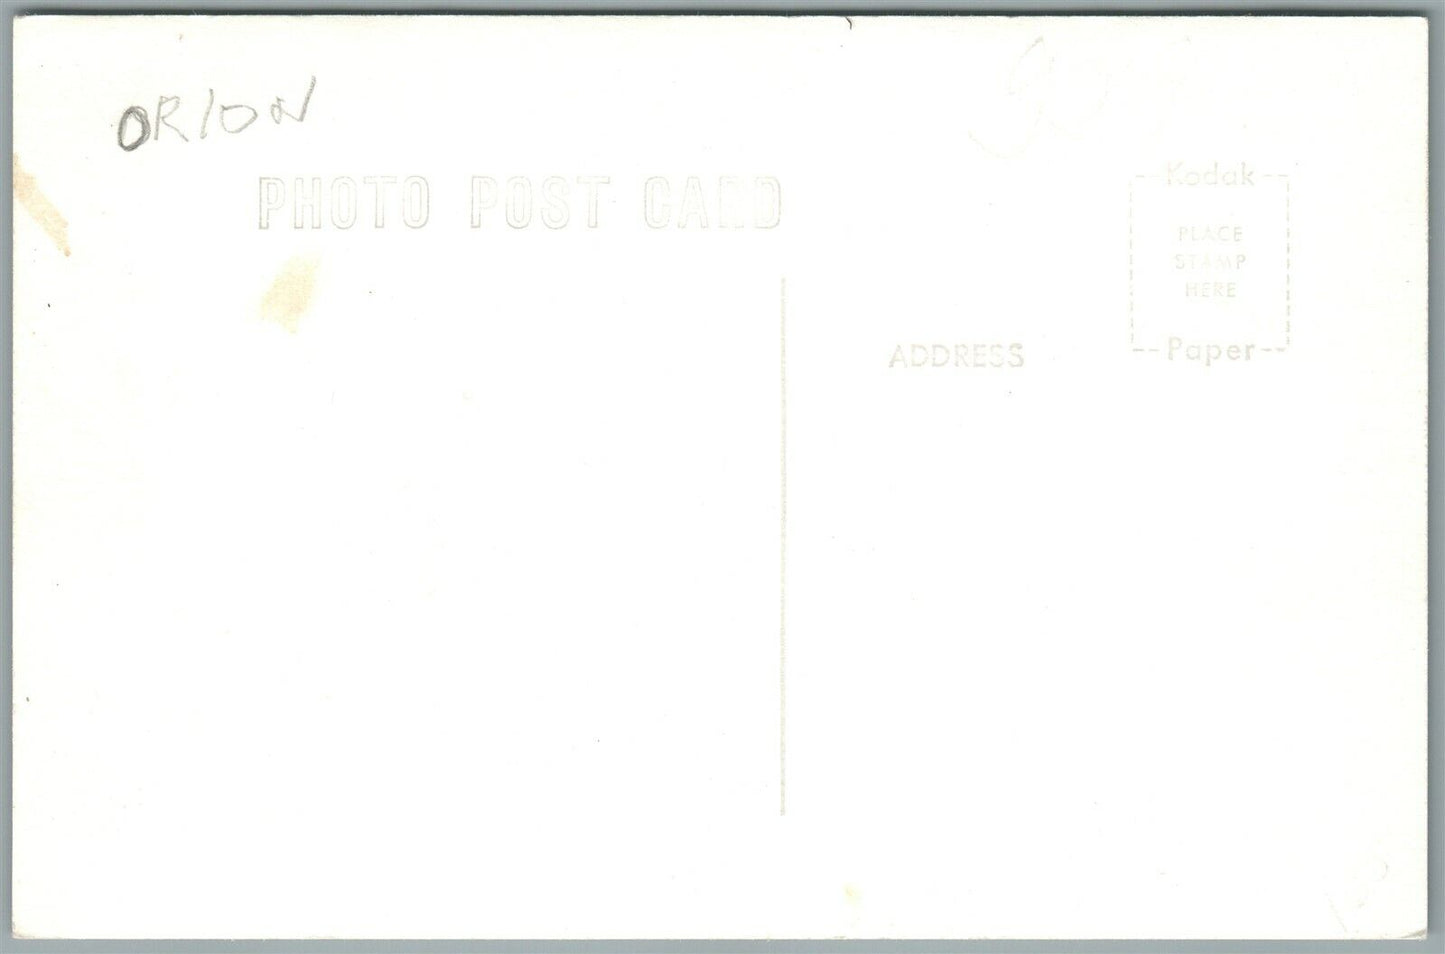 ORION
PHOTO POST CARD
Kodak
PLACE
STAMP
HERE
Paper
ADDRESS